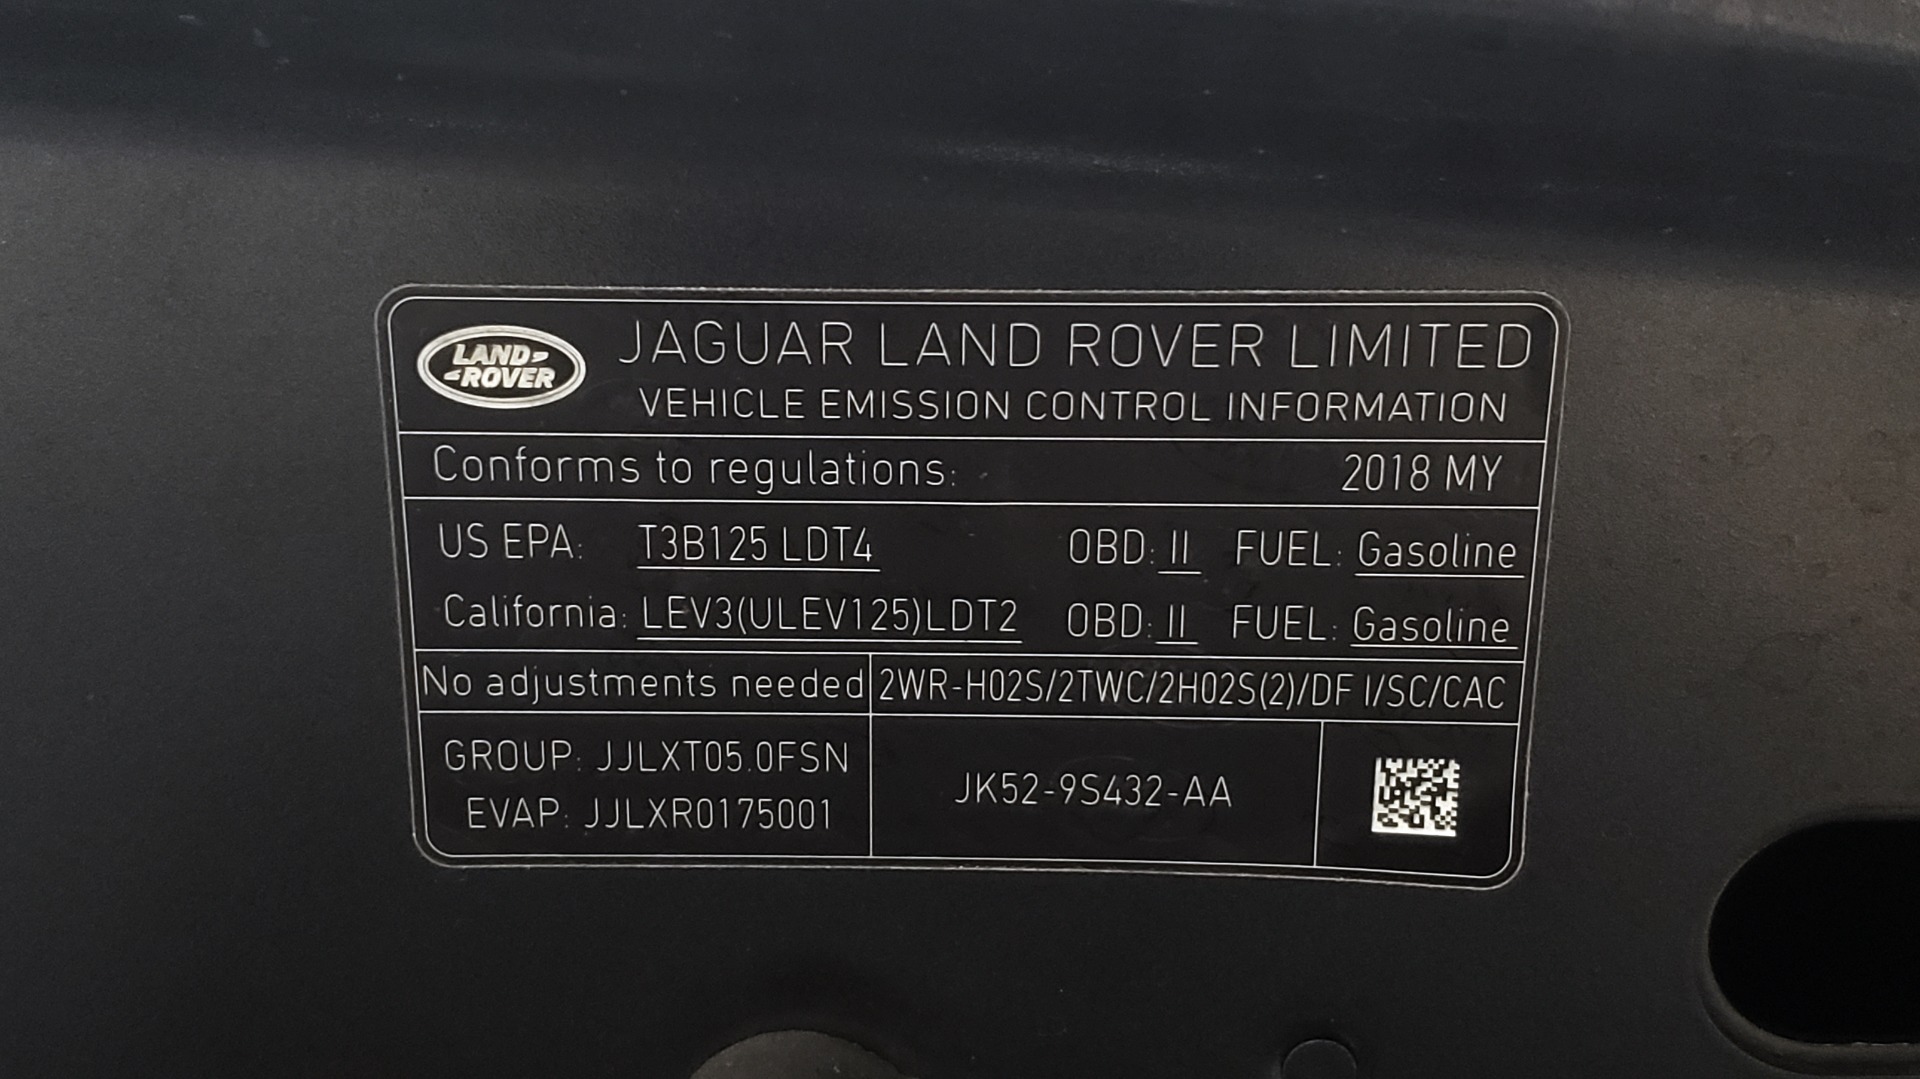 LAND ROVER
JAGUAR LAND ROVER LIMITED
VEHICLE EMISSION CONTROL INFORMATION
Conforms to regulations: 2018 MY
US EPA: T3B125 LDT4 OBD: II FUEL: Gasoline
California: LEV3(ULEV125)LDT2 OBD: II FUEL: Gasoline
No adjustments needed 2WR-HO2S/2TWC/2HO2S(2)/DF I/SC/CAC
GROUP: JJLXT05.0FSN
EVAP: JJLXR0175001
JK52-9S432-AA